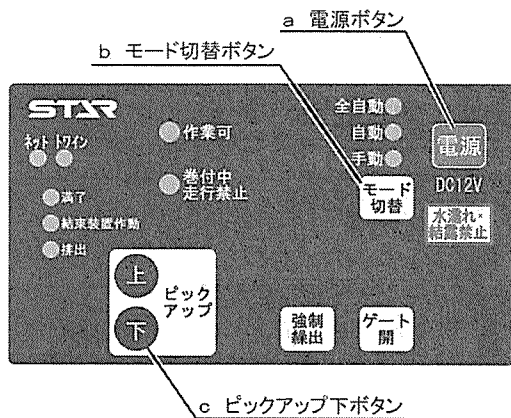 a 電源ボタン
b モード切替ボタン
STAR
全自動
自動
手動
電源
DC12V
水濡れ・
結露禁止
モード
切替
ネット トワイン
作業可
巻付中
走行禁止
満了
結束装置作動
排出
上
下
ピック
アップ
強制
繰出
ゲート
開
c ピックアップ下ボタン